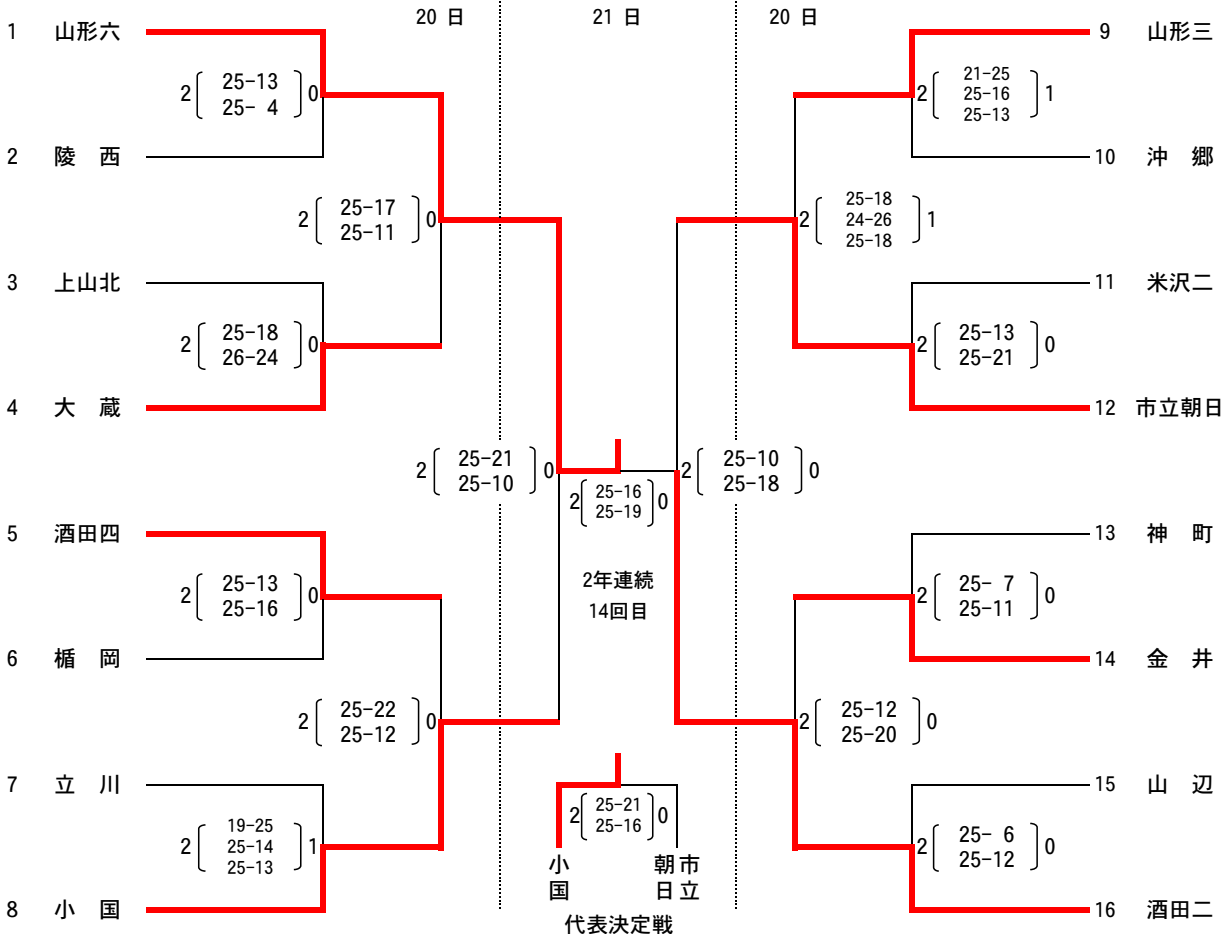 20 日 21 日 20 日
1 山形六
2 ( 25-13 25- 4 ) 0
2 陵 西
2 ( 25-17 25-11 ) 0
3 上山北
2 ( 25-18 26-24 ) 0
4 大 蔵
2 ( 25-21 25-10 ) 0
5 酒田四
2 ( 25-13 25-16 ) 0
6 楯 岡
2 ( 25-22 25-12 ) 0
7 立 川
2 ( 19-25 25-14 25-13 ) 1
8 小 国
2 ( 25-16 25-19 ) 0
2年連続
14回目
2 ( 25-21 25-16 ) 0
小国
市立朝日
代表決定戦
9 山形三
2 ( 21-25 25-16 25-13 ) 1
10 沖 郷
2 ( 25-18 24-26 25-18 ) 1
11 米沢二
2 ( 25-13 25-21 ) 0
12 市立朝日
2 ( 25-10 25-18 ) 0
13 神 町
2 ( 25- 7 25-11 ) 0
14 金 井
2 ( 25-12 25-20 ) 0
15 山 辺
2 ( 25- 6 25-12 ) 0
16 酒田二